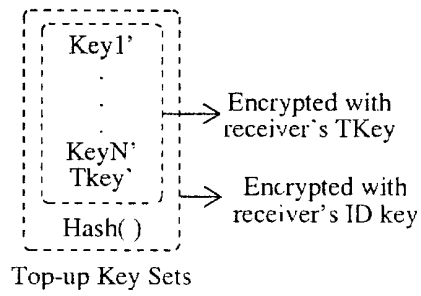 Key1'
.
.
.
KeyN'
Tkey`
Hash( )
Encrypted with
receiver`s TKey
Encrypted with
receiver's ID key
Top-up Key Sets